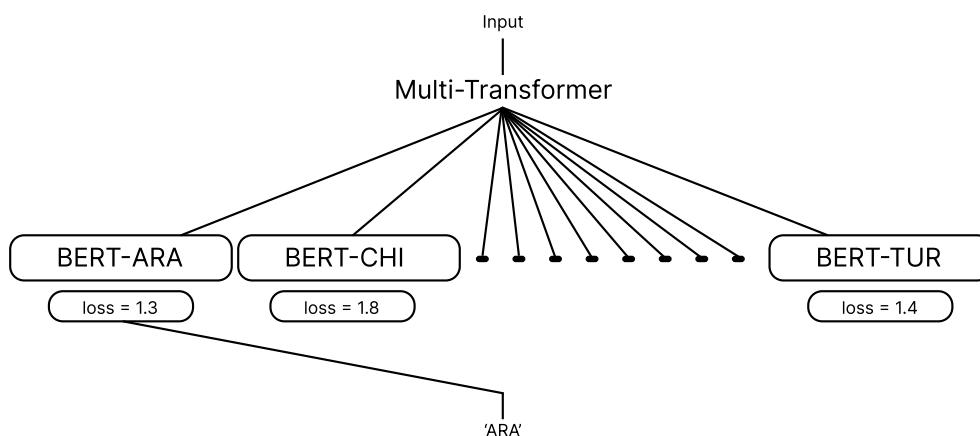 Input
Multi-Transformer
BERT-ARA
BERT-CHI
BERT-TUR
loss = 1.3
loss = 1.8
loss = 1.4
‘ARA’